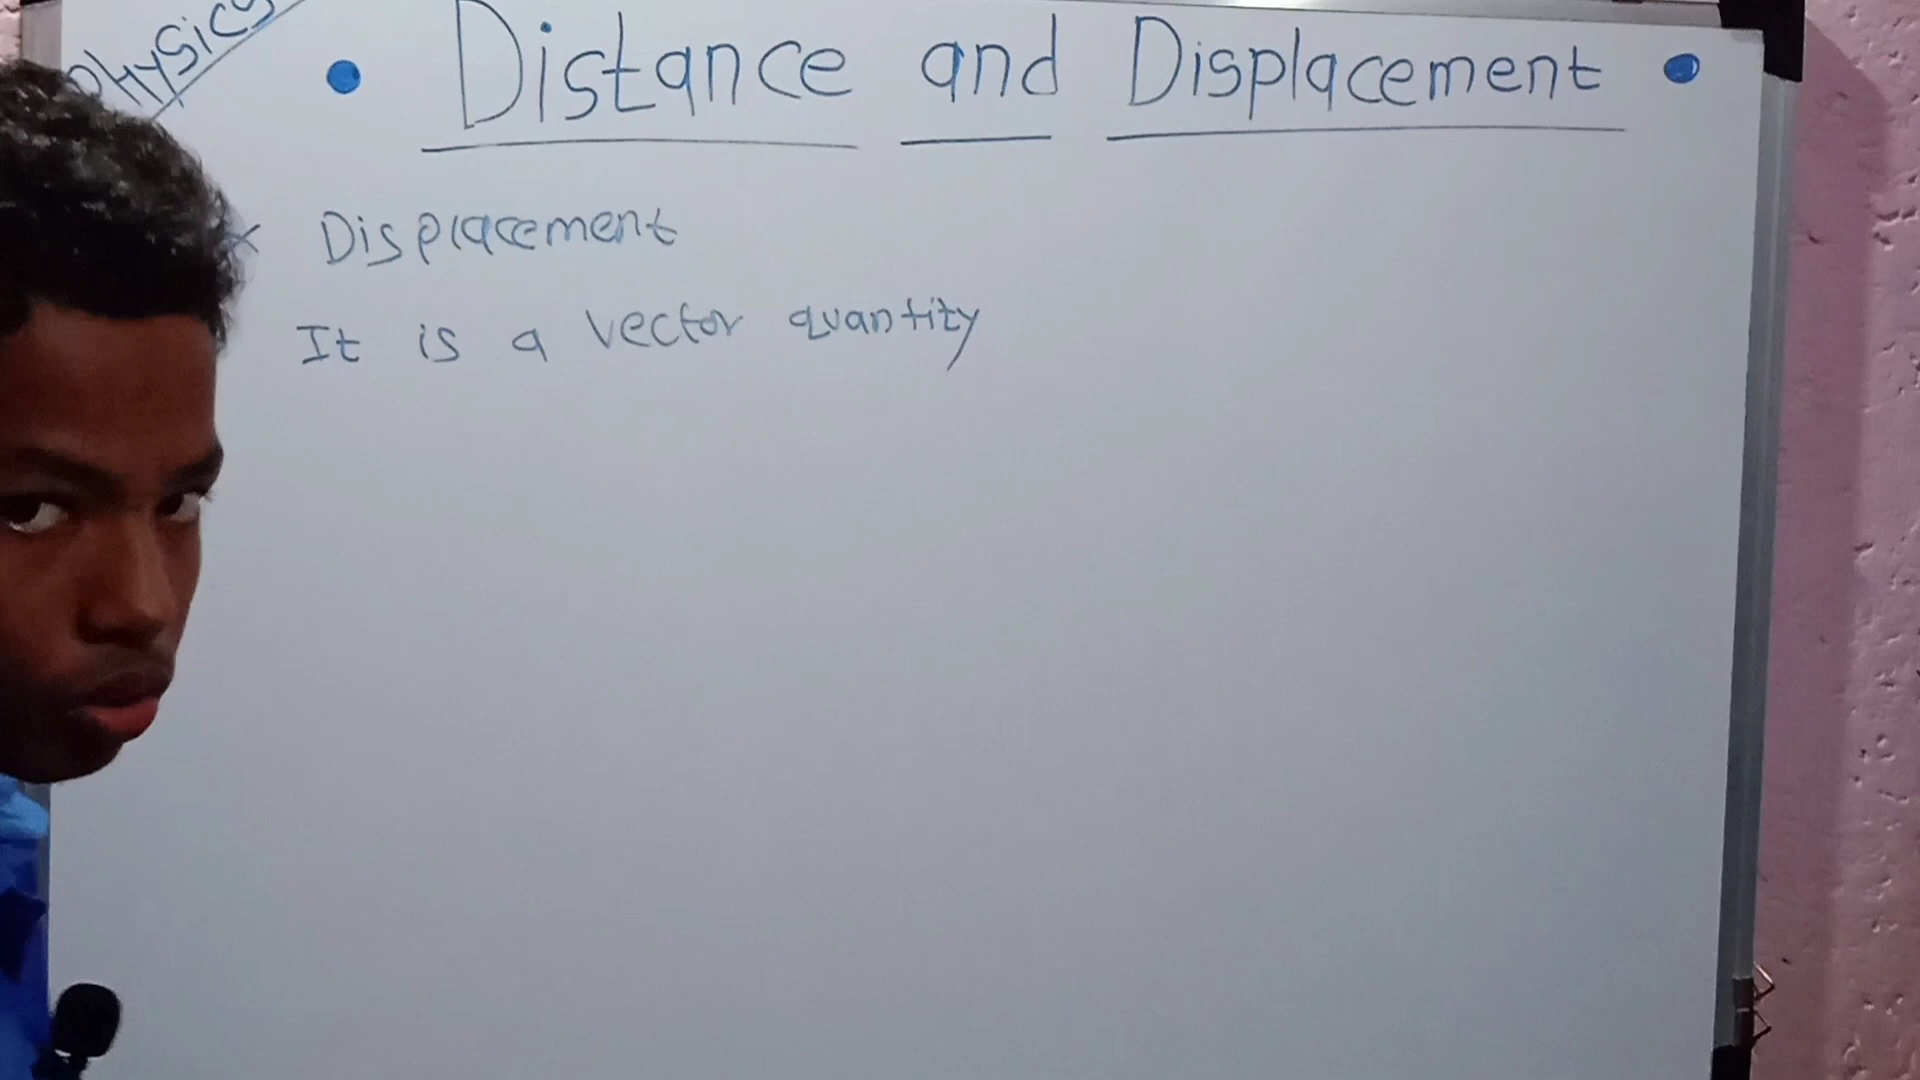 Physics
• Distance and Displacement •
* Displacement
It is a vector quantity